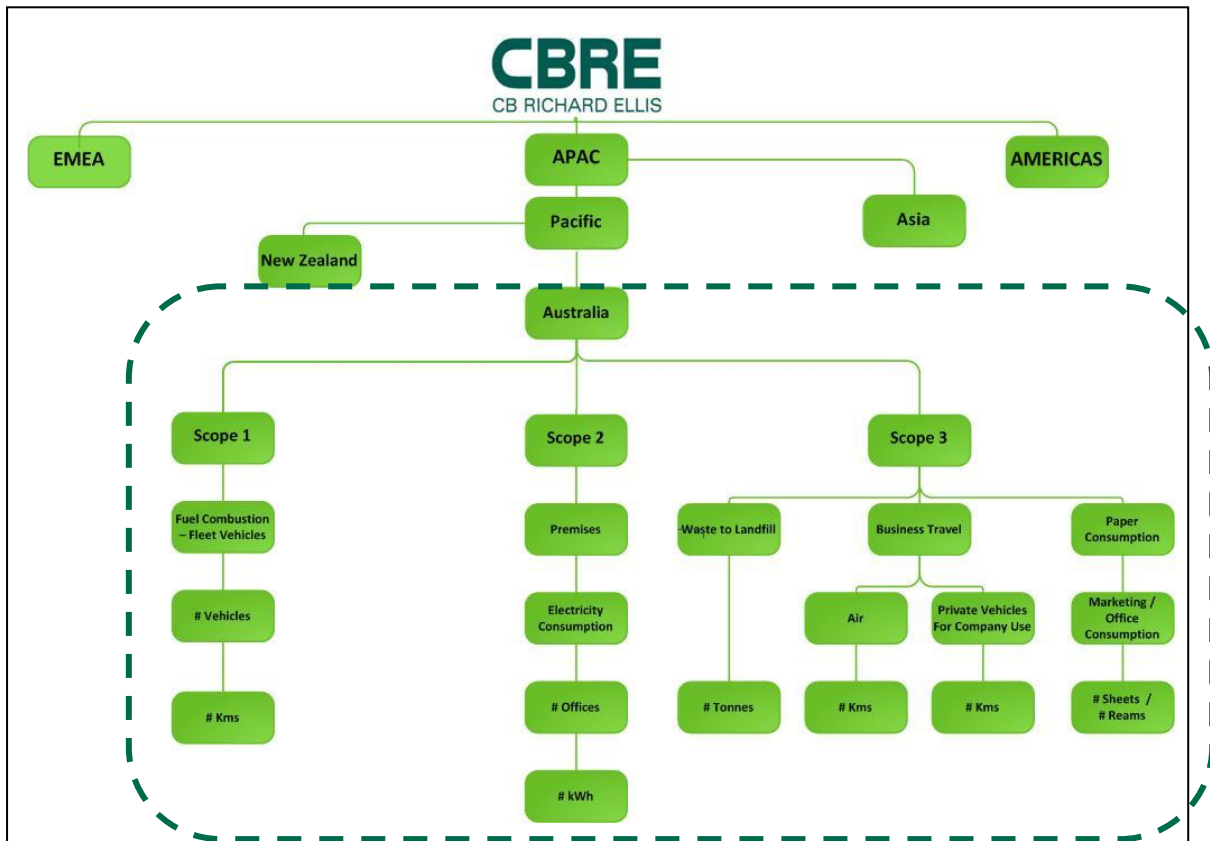 CBRE
CB RICHARD ELLIS
EMEA
APAC
AMERICAS
Pacific
Asia
New Zealand
Australia
Scope 1
Scope 2
Scope 3
Fuel Combustion
– Fleet Vehicles
Premises
Waste to Landfill
Business Travel
Paper
Consumption
# Vehicles
Electricity
Consumption
Air
Private Vehicles
For Company Use
Marketing /
Office
Consumption
# Kms
# Offices
# Tonnes
# Kms
# Kms
# Sheets /
# Reams
# kWh